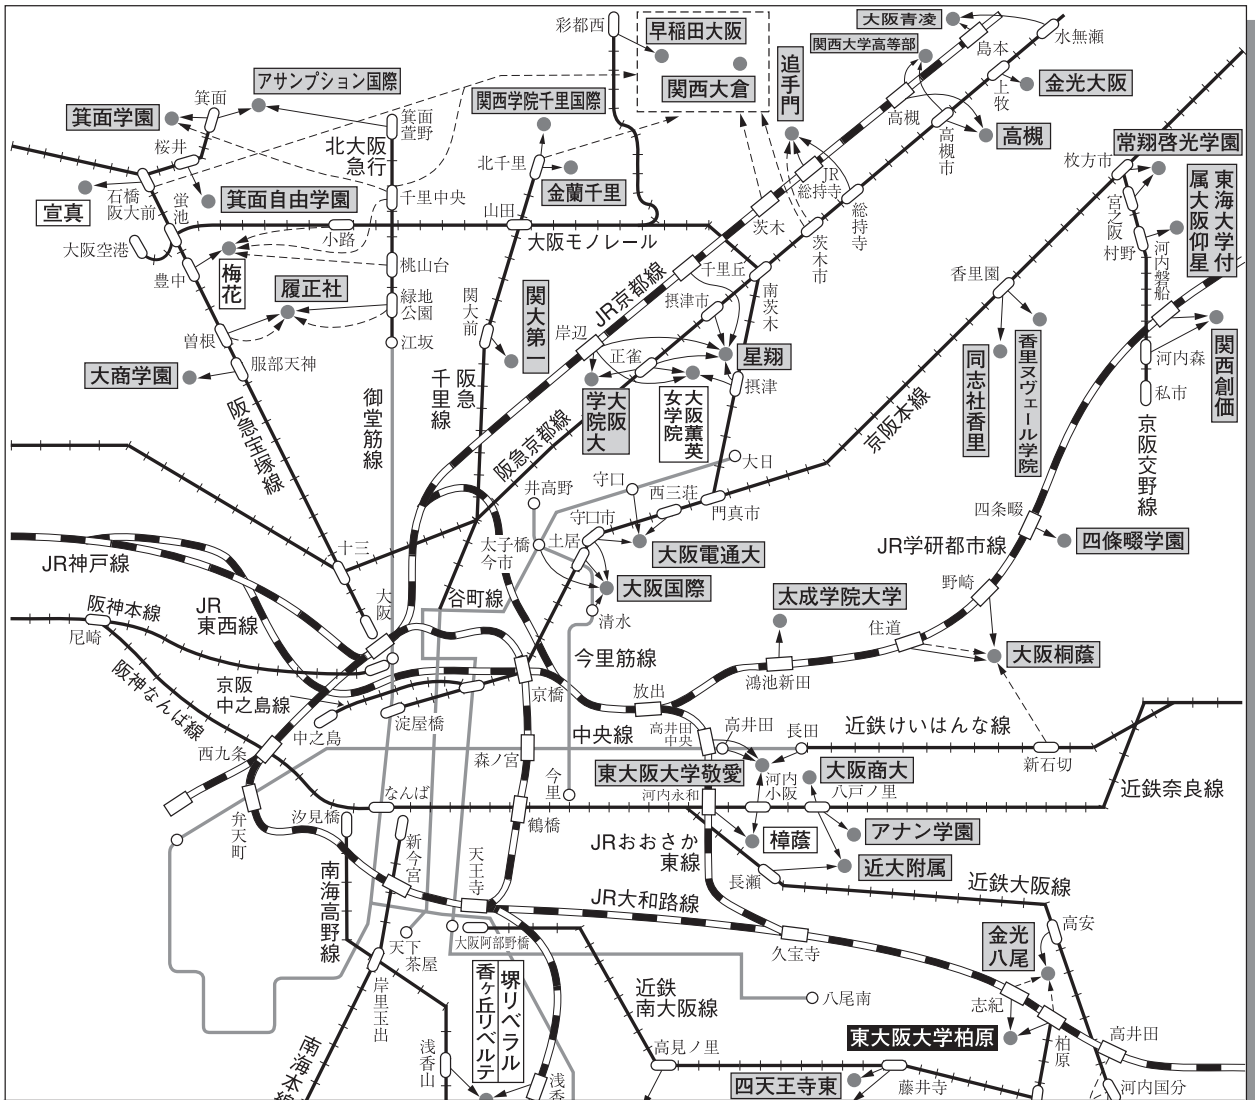 彩都西
早稲田大阪
関西大倉
追手門
大阪青凌
関西大学高等部
島本
水無瀬
上牧
金光大阪
高槻
高槻市
高槻
アサンプション国際
箕面
箕面学園
桜井
北大阪急行
箕面萱野
関西学院千里国際
北千里
金蘭千里
石橋阪大前
宣真
蛍池
箕面自由学園
千里中央
山田
大阪モノレール
JR総持寺
総持寺
茨木
茨木市
枚方市
常翔啓光学園
宮之阪
村野
河内磐船
東海大学付属大阪仰星
大阪空港
小路
豊中
梅花
桃山台
履正社
緑地公園
曽根
江坂
服部天神
大商学園
関大前
関大第一
JR京都線
千里丘
摂津市
南茨木
岸辺
正雀
星翔
摂津
大阪学院大
大阪薫英女学院
香里園
同志社香里
香里ヌヴェール学院
関西創価
河内森
私市
京阪交野線
京阪本線
阪急宝塚線
御堂筋線
阪急千里線
阪急京都線
大日
守口
井高野
西三荘
門真市
守口市
太子橋今市
土居
大阪電通大
大阪国際
清水
四条畷
四條畷学園
JR学研都市線
野崎
十三
JR神戸線
阪神本線
尼崎
JR東西線
大阪
谷町線
太成学院大学
住道
大阪桐蔭
鴻池新田
今里筋線
阪神なんば線
京阪中之島線
中之島
淀屋橋
京橋
放出
西九条
中央線
森ノ宮
高井田中央
高井田
長田
近鉄けいはんな線
新石切
近鉄奈良線
東大阪大学敬愛
河内小阪
大阪商大
八戸ノ里
河内永和
今里
なんば
汐見橋
弁天町
鶴橋
新今宮
JRおおさか東線
樟蔭
アナン学園
近大附属
長瀬
近鉄大阪線
天王寺
JR大和路線
南海高野線
天下茶屋
大阪阿部野橋
久宝寺
高安
金光八尾
岸里玉出
堺リベラル
香ヶ丘リベルテ
近鉄南大阪線
八尾南
志紀
東大阪大学柏原
柏原
高井田
南海本線
浅香山
浅香
高見ノ里
四天王寺東
藤井寺
河内国分